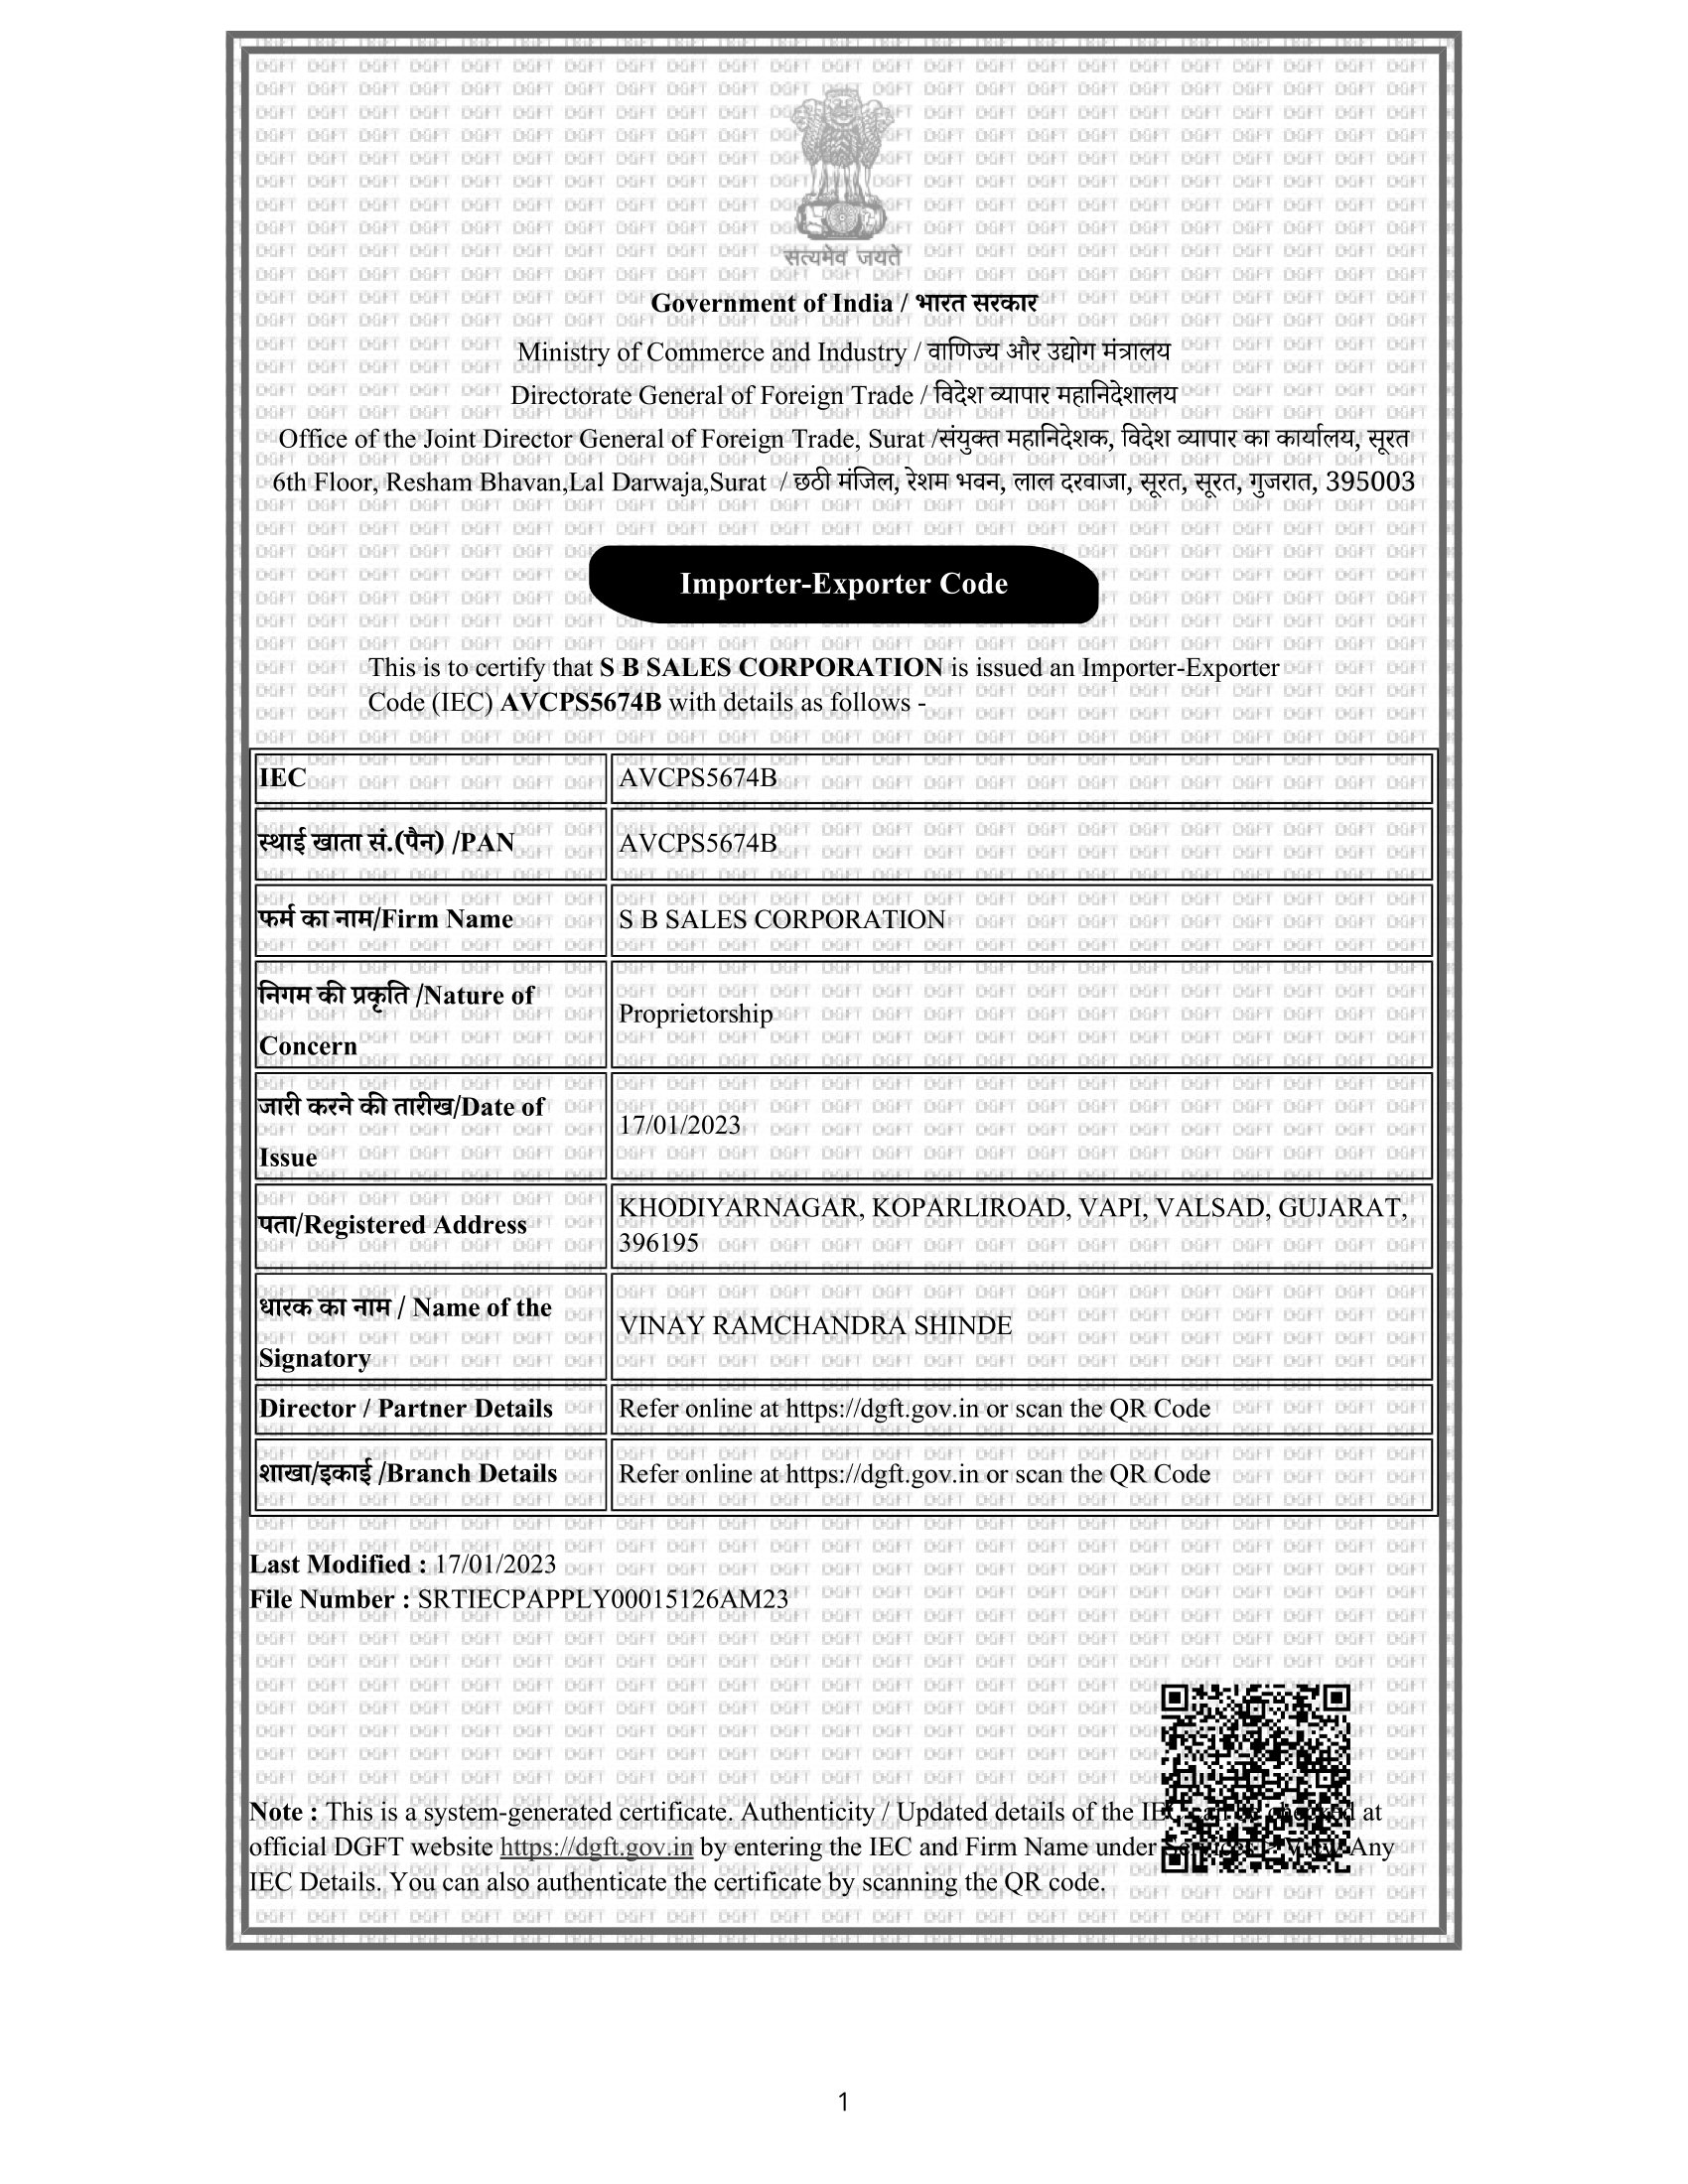 सत्यमेव जयते
Government of India / भारत सरकार
Ministry of Commerce and Industry / वाणिज्य और उद्योग मंत्रालय
Directorate General of Foreign Trade / विदेश व्यापार महानिदेशालय
Office of the Joint Director General of Foreign Trade, Surat /संयुक्त महानिदेशक, विदेश व्यापार का कार्यालय, सूरत
6th Floor, Resham Bhavan,Lal Darwaja,Surat / छठी मंजिल, रेशम भवन, लाल दरवाजा, सूरत, सूरत, गुजरात, 395003
Importer-Exporter Code
This is to certify that S B SALES CORPORATION is issued an Importer-Exporter
Code (IEC) AVCPS5674B with details as follows -
IEC AVCPS5674B
स्थाई खाता सं.(पैन) /PAN AVCPS5674B
फर्म का नाम/Firm Name S B SALES CORPORATION
निगम की प्रकृति /Nature of
Concern
Proprietorship
जारी करने की तारीख/Date of
Issue
17/01/2023
पता/Registered Address
KHODIYARNAGAR, KOPARLIROAD, VAPI, VALSAD, GUJARAT,
396195
धारक का नाम / Name of the
Signatory
VINAY RAMCHANDRA SHINDE
Director / Partner Details Refer online at https://dgft.gov.in or scan the QR Code
शाखा/इकाई /Branch Details Refer online at https://dgft.gov.in or scan the QR Code
Last Modified : 17/01/2023
File Number : SRTIECPAPPLY00015126AM23
Note : This is a system-generated certificate. Authenticity / Updated details of the IEC can be checked at
official DGFT website https://dgft.gov.in by entering the IEC and Firm Name under Services > View Any
IEC Details. You can also authenticate the certificate by scanning the QR code.
1